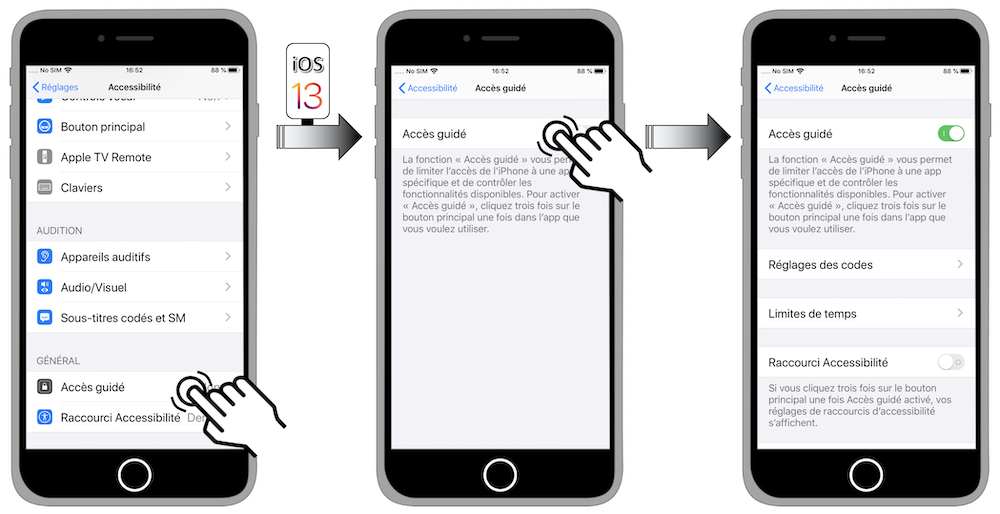 No SIM 16:52 88 %
Réglages Accessibilité
Contrôle vocal Non
Bouton principal
Apple TV Remote
Claviers
AUDITION
Appareils auditifs
Audio/Visuel
Sous-titres codés et SM
GÉNÉRAL
Accès guidé
Raccourci Accessibilité
iOS
13
No SIM 16:52 88 %
Accessibilité Accès guidé
Accès guidé
La fonction « Accès guidé » vous permet
de limiter l’accès de l’iPhone à une app
spécifique et de contrôler les
fonctionnalités disponibles. Pour activer
« Accès guidé », cliquez trois fois sur le
bouton principal une fois dans l’app que
vous voulez utiliser.
No SIM 16:52 88 %
Accessibilité Accès guidé
Accès guidé
La fonction « Accès guidé » vous permet
de limiter l’accès de l’iPhone à une app
spécifique et de contrôler les
fonctionnalités disponibles. Pour activer
« Accès guidé », cliquez trois fois sur le
bouton principal une fois dans l’app que
vous voulez utiliser.
Réglages des codes
Limites de temps
Raccourci Accessibilité
Si vous cliquez trois fois sur le bouton
principal une fois Accès guidé activé, vos
réglages de raccourcis d’accessibilité
s’affichent.